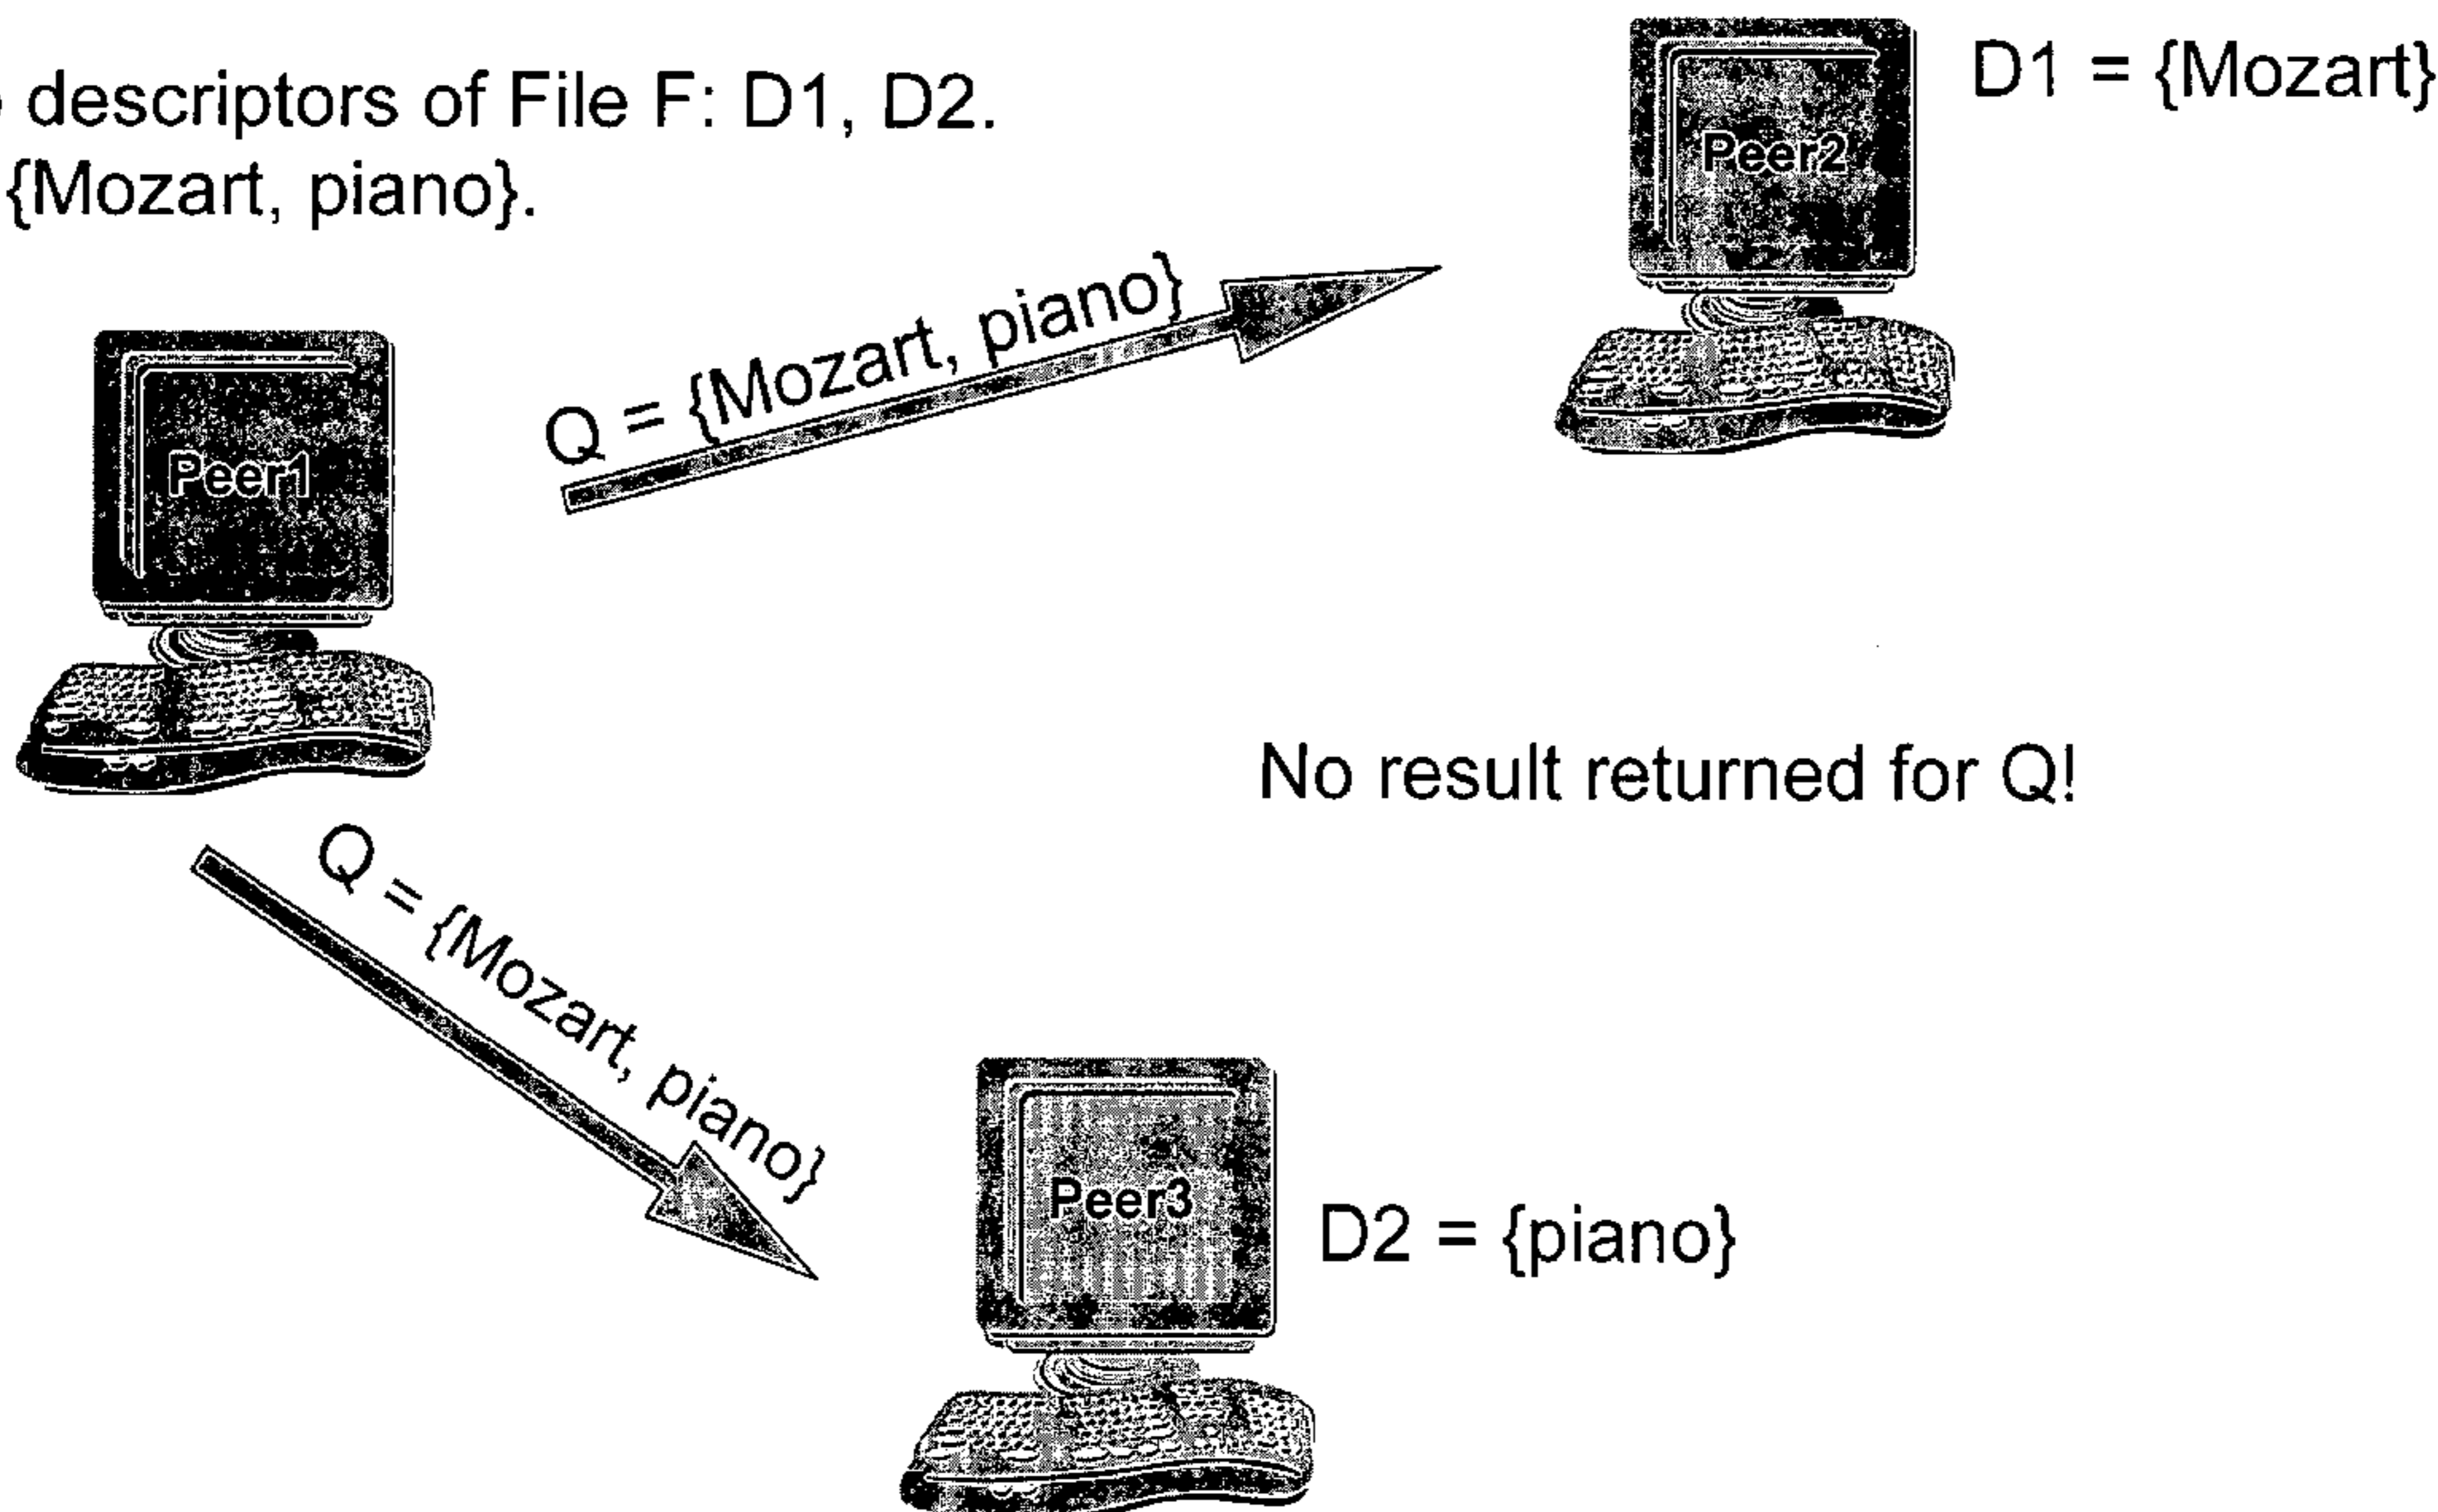 descriptors of File F: D1, D2.
{Mozart, piano}.
D1 = {Mozart}
Peer2
Q = {Mozart, piano}
Peer1
No result returned for Q!
Q = {Mozart, piano}
Peer3
D2 = {piano}